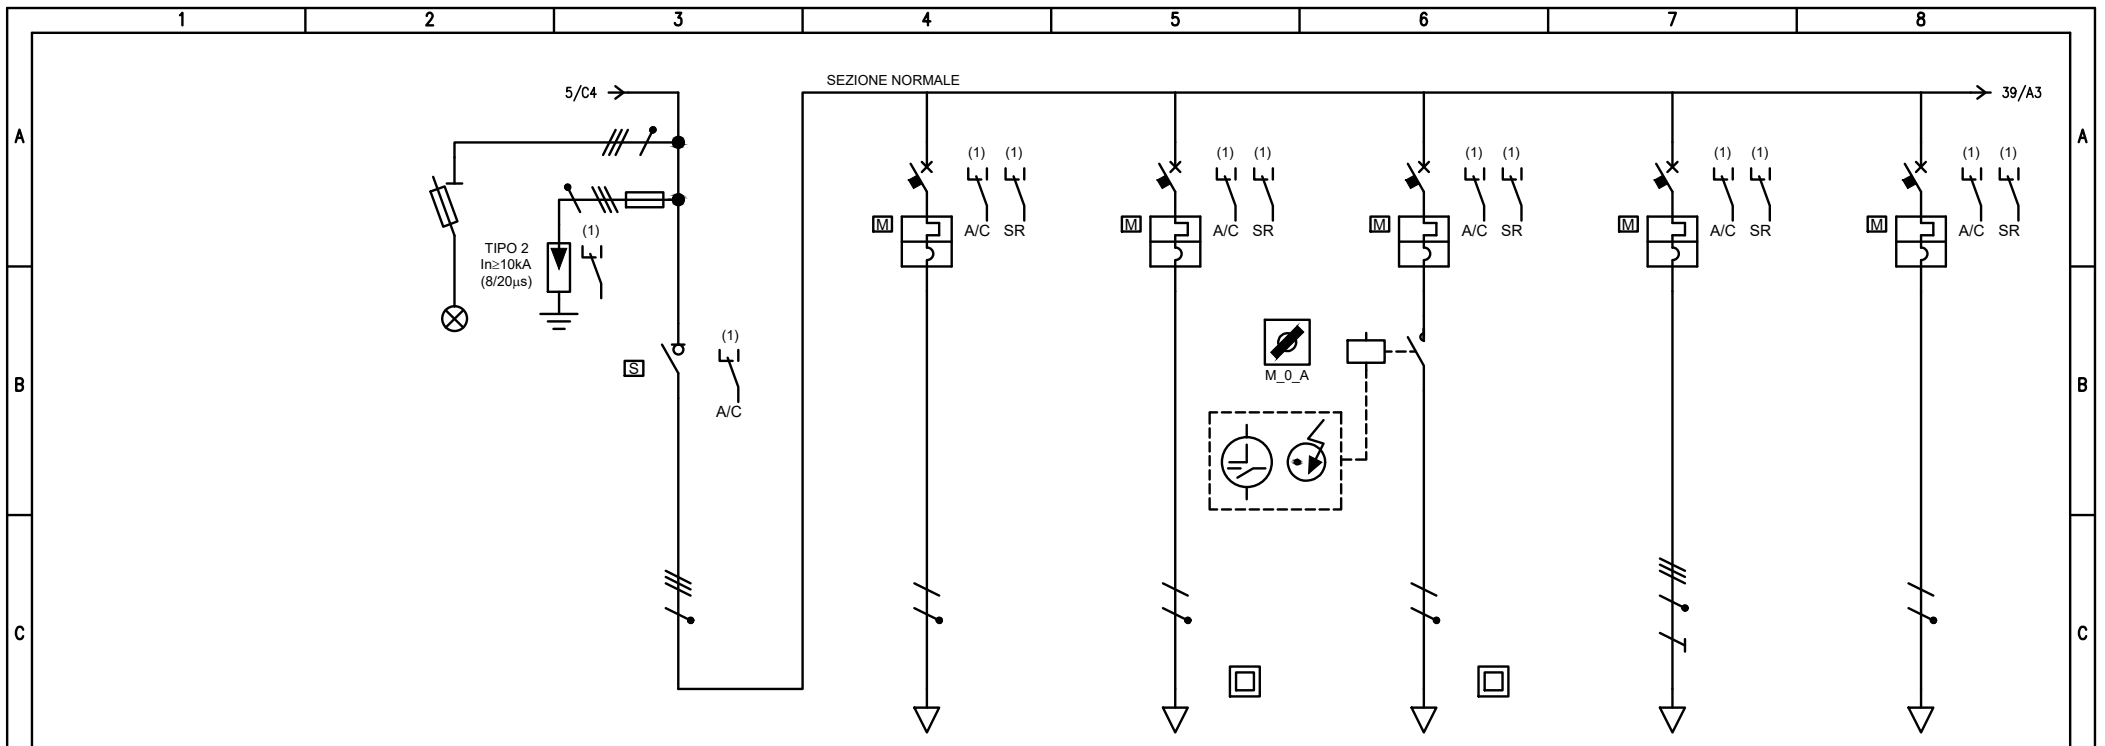 1 2 3 4 5 6 7 8
SEZIONE NORMALE
5/C4 39/A3
A A
(1) (1) (1) (1) (1) (1) (1) (1) (1) (1)
M A/C SR M A/C SR M A/C SR M A/C SR M A/C SR
(1)
TIPO 2
In≥10kA
(8/20µs)
(1)
S
A/C
M_0_A
B B
C C